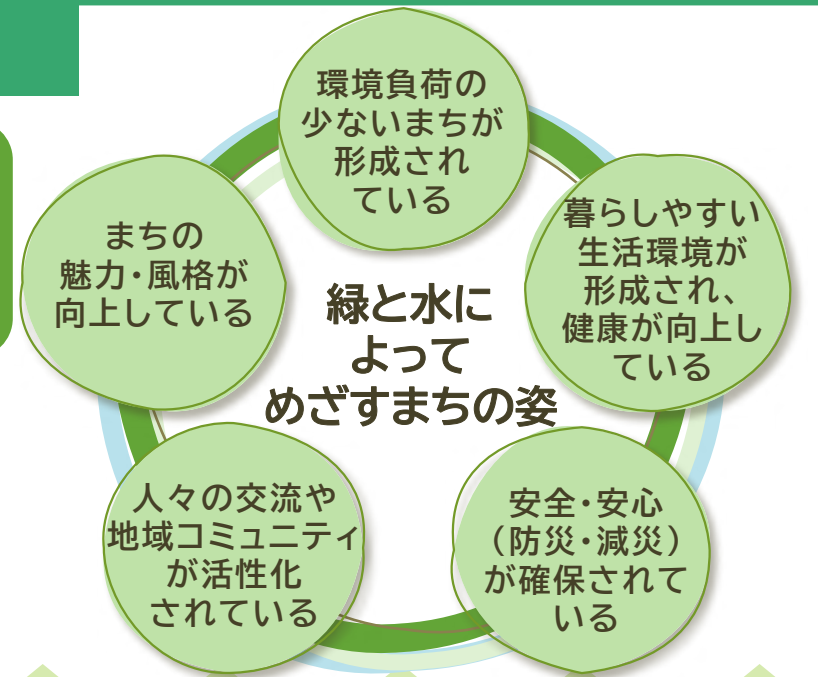 環境負荷の
少ないまちが
形成され
ている
暮らしやすい
生活環境が
形成され、
健康が向上し
ている
安全・安心
（防災・減災）
が確保されて
いる
人々の交流や
地域コミュニティ
が活性化
されている
まちの
魅力・風格が
向上している
緑と水に
よって
めざすまちの姿